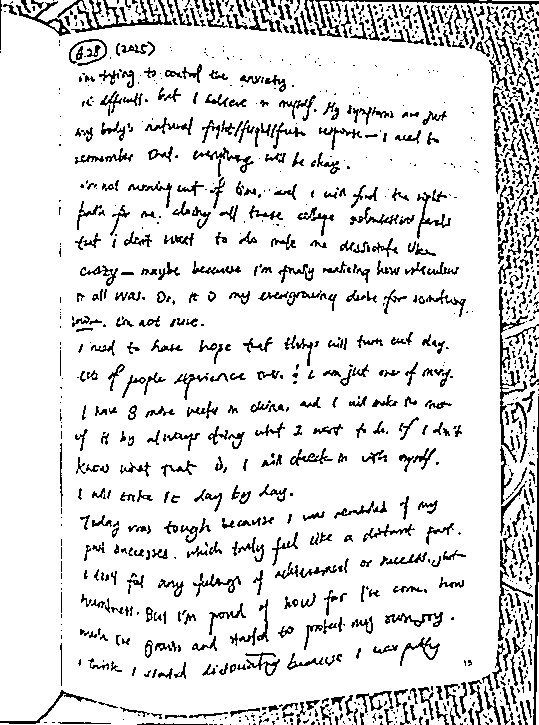 6.28 (2025)
i'm trying to control the anxiety.
it difficult. but I believe in myself. My symptoms are just
my body's natural fight/flight/freeze response — I need to
remember that. everything will be okay.
i'm not running out of time, and I will find the right
path for me. doing all these college admissions
that i don't want to do make me dissociate like
crazy — maybe because i'm finally realizing how ridiculous
it all was. Or, it is my evergrowing desire for something
more. i'm not sure.
I need to have hope that things will turn out okay.
lots of people experience this & I am just one of many.
I have 8 more weeks in china, and I will make the most
of it by always doing what I want to do. If I don't
know what that is, I will check in with myself.
I will take it day by day.
Today was tough because I was reminded of my
past successes. which truly feel like a distant past.
I don't feel any feelings of achievement or success, just
numbness. But I'm proud of how far I've come. how
much I've grown and started to protect my own joy.
I think I started dissociating because I was
13